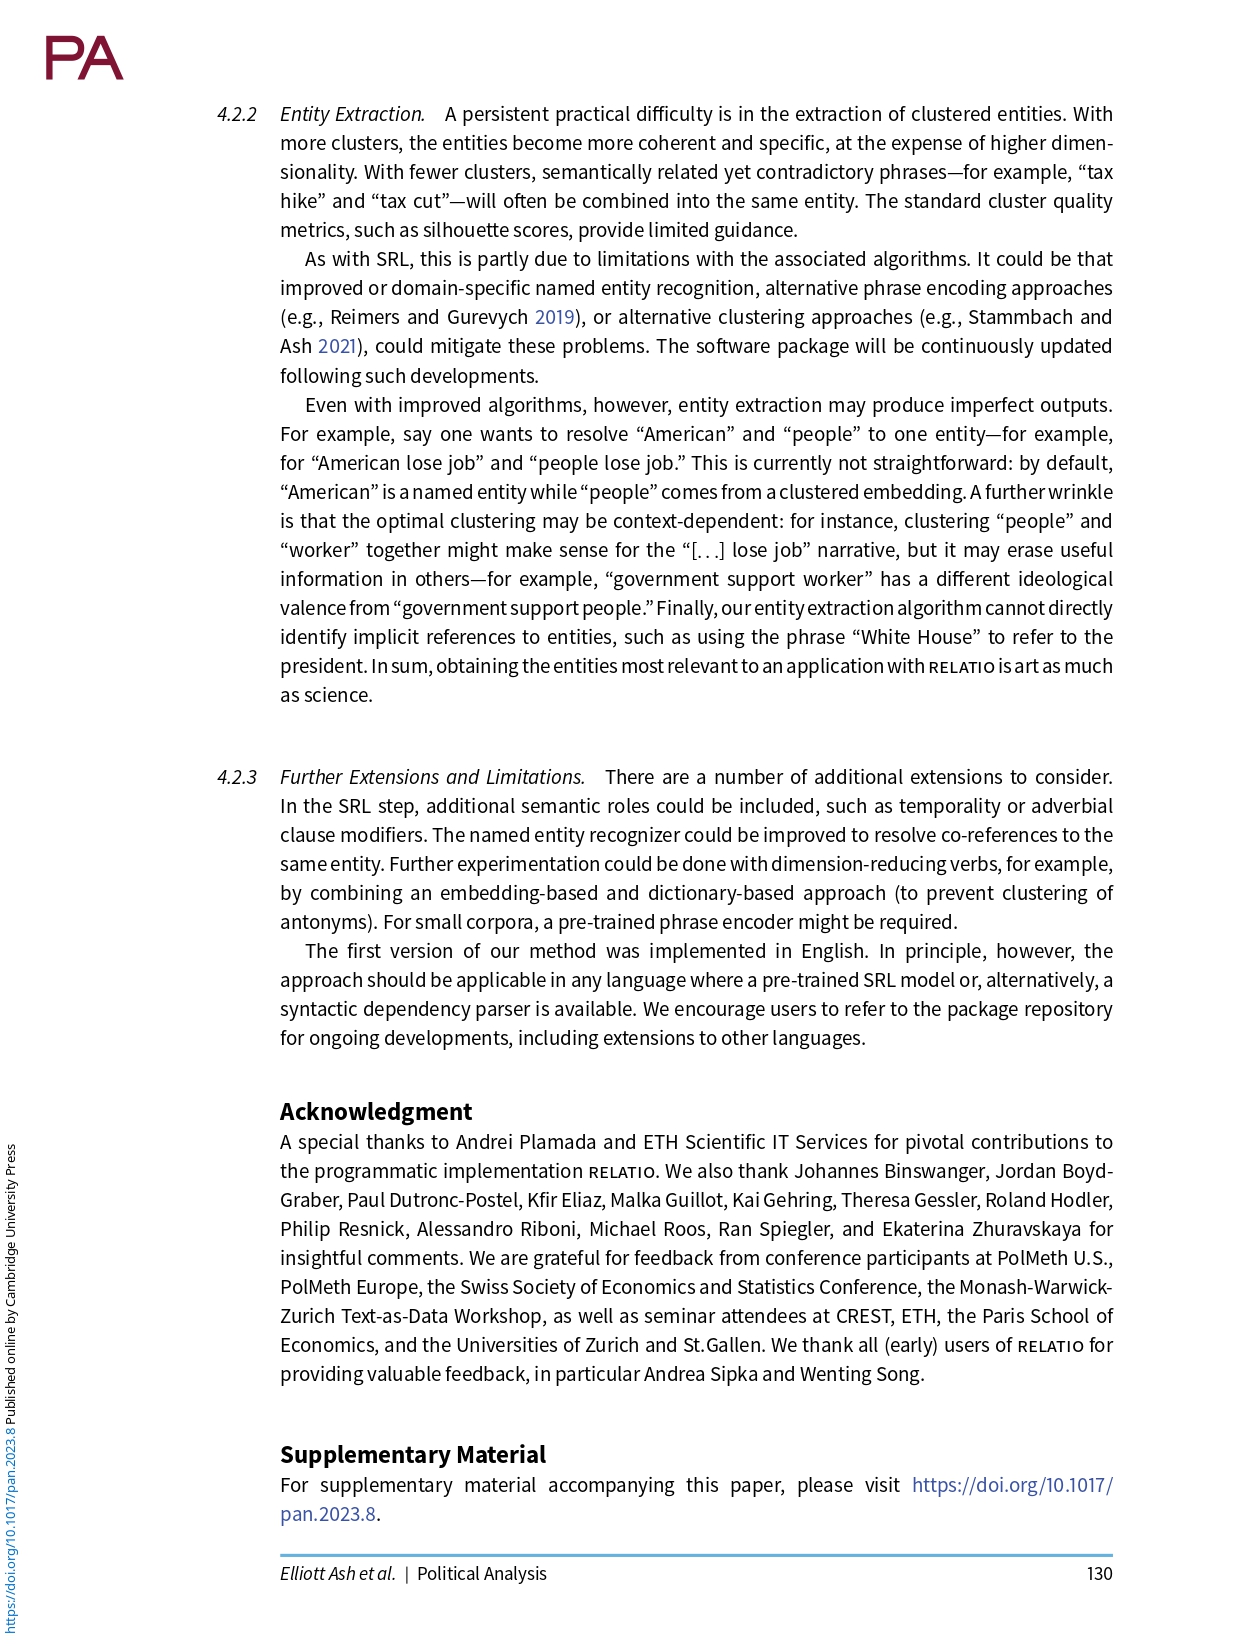 PA
4.2.2 Entity Extraction. A persistent practical difficulty is in the extraction of clustered entities. With
more clusters, the entities become more coherent and specific, at the expense of higher dimen-
sionality. With fewer clusters, semantically related yet contradictory phrases—for example, “tax
hike” and “tax cut”—will often be combined into the same entity. The standard cluster quality
metrics, such as silhouette scores, provide limited guidance.
As with SRL, this is partly due to limitations with the associated algorithms. It could be that
improved or domain-specific named entity recognition, alternative phrase encoding approaches
(e.g., Reimers and Gurevych 2019), or alternative clustering approaches (e.g., Stammbach and
Ash 2021), could mitigate these problems. The software package will be continuously updated
following such developments.
Even with improved algorithms, however, entity extraction may produce imperfect outputs.
For example, say one wants to resolve “American” and “people” to one entity—for example,
for “American lose job” and “people lose job.” This is currently not straightforward: by default,
“American” is a named entity while “people” comes from a clustered embedding. A further wrinkle
is that the optimal clustering may be context-dependent: for instance, clustering “people” and
“worker” together might make sense for the “[...] lose job” narrative, but it may erase useful
information in others—for example, “government support worker” has a different ideological
valence from “government support people.” Finally, our entity extraction algorithm cannot directly
identify implicit references to entities, such as using the phrase “White House” to refer to the
president. In sum, obtaining the entities most relevant to an application with RELATIO is art as much
as science.
4.2.3 Further Extensions and Limitations. There are a number of additional extensions to consider.
In the SRL step, additional semantic roles could be included, such as temporality or adverbial
clause modifiers. The named entity recognizer could be improved to resolve co-references to the
same entity. Further experimentation could be done with dimension-reducing verbs, for example,
by combining an embedding-based and dictionary-based approach (to prevent clustering of
antonyms). For small corpora, a pre-trained phrase encoder might be required.
The first version of our method was implemented in English. In principle, however, the
approach should be applicable in any language where a pre-trained SRL model or, alternatively, a
syntactic dependency parser is available. We encourage users to refer to the package repository
for ongoing developments, including extensions to other languages.
Acknowledgment
A special thanks to Andrei Plamada and ETH Scientific IT Services for pivotal contributions to
the programmatic implementation RELATIO. We also thank Johannes Binswanger, Jordan Boyd-
Graber, Paul Dutronc-Postel, Kfir Eliaz, Malka Guillot, Kai Gehring, Theresa Gessler, Roland Hodler,
Philip Resnick, Alessandro Riboni, Michael Roos, Ran Spiegler, and Ekaterina Zhuravskaya for
insightful comments. We are grateful for feedback from conference participants at PolMeth U.S.,
PolMeth Europe, the Swiss Society of Economics and Statistics Conference, the Monash-Warwick-
Zurich Text-as-Data Workshop, as well as seminar attendees at CREST, ETH, the Paris School of
Economics, and the Universities of Zurich and St.Gallen. We thank all (early) users of RELATIO for
providing valuable feedback, in particular Andrea Sipka and Wenting Song.
Supplementary Material
For supplementary material accompanying this paper, please visit https://doi.org/10.1017/
pan.2023.8.
Elliott Ash et al. | Political Analysis 130
https://doi.org/10.1017/pan.2023.8 Published online by Cambridge University Press